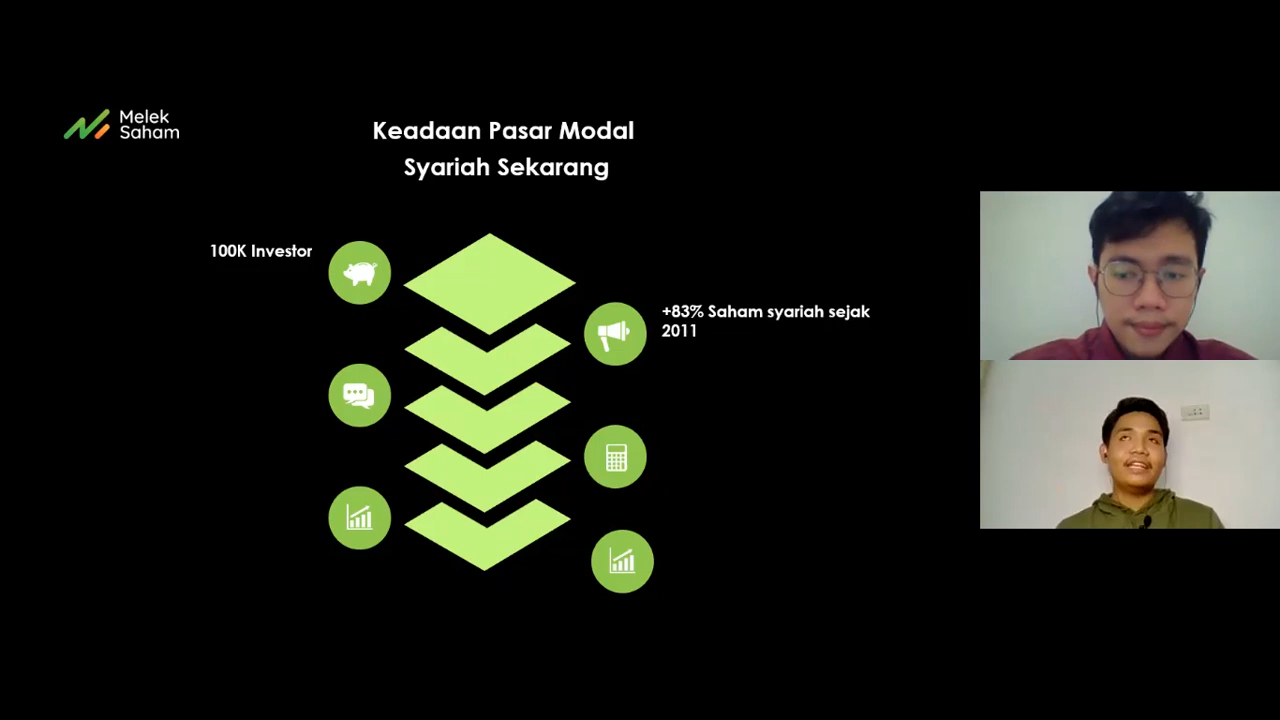 Melek
Saham
Keadaan Pasar Modal
Syariah Sekarang
100K Investor
+83% Saham syariah sejak
2011